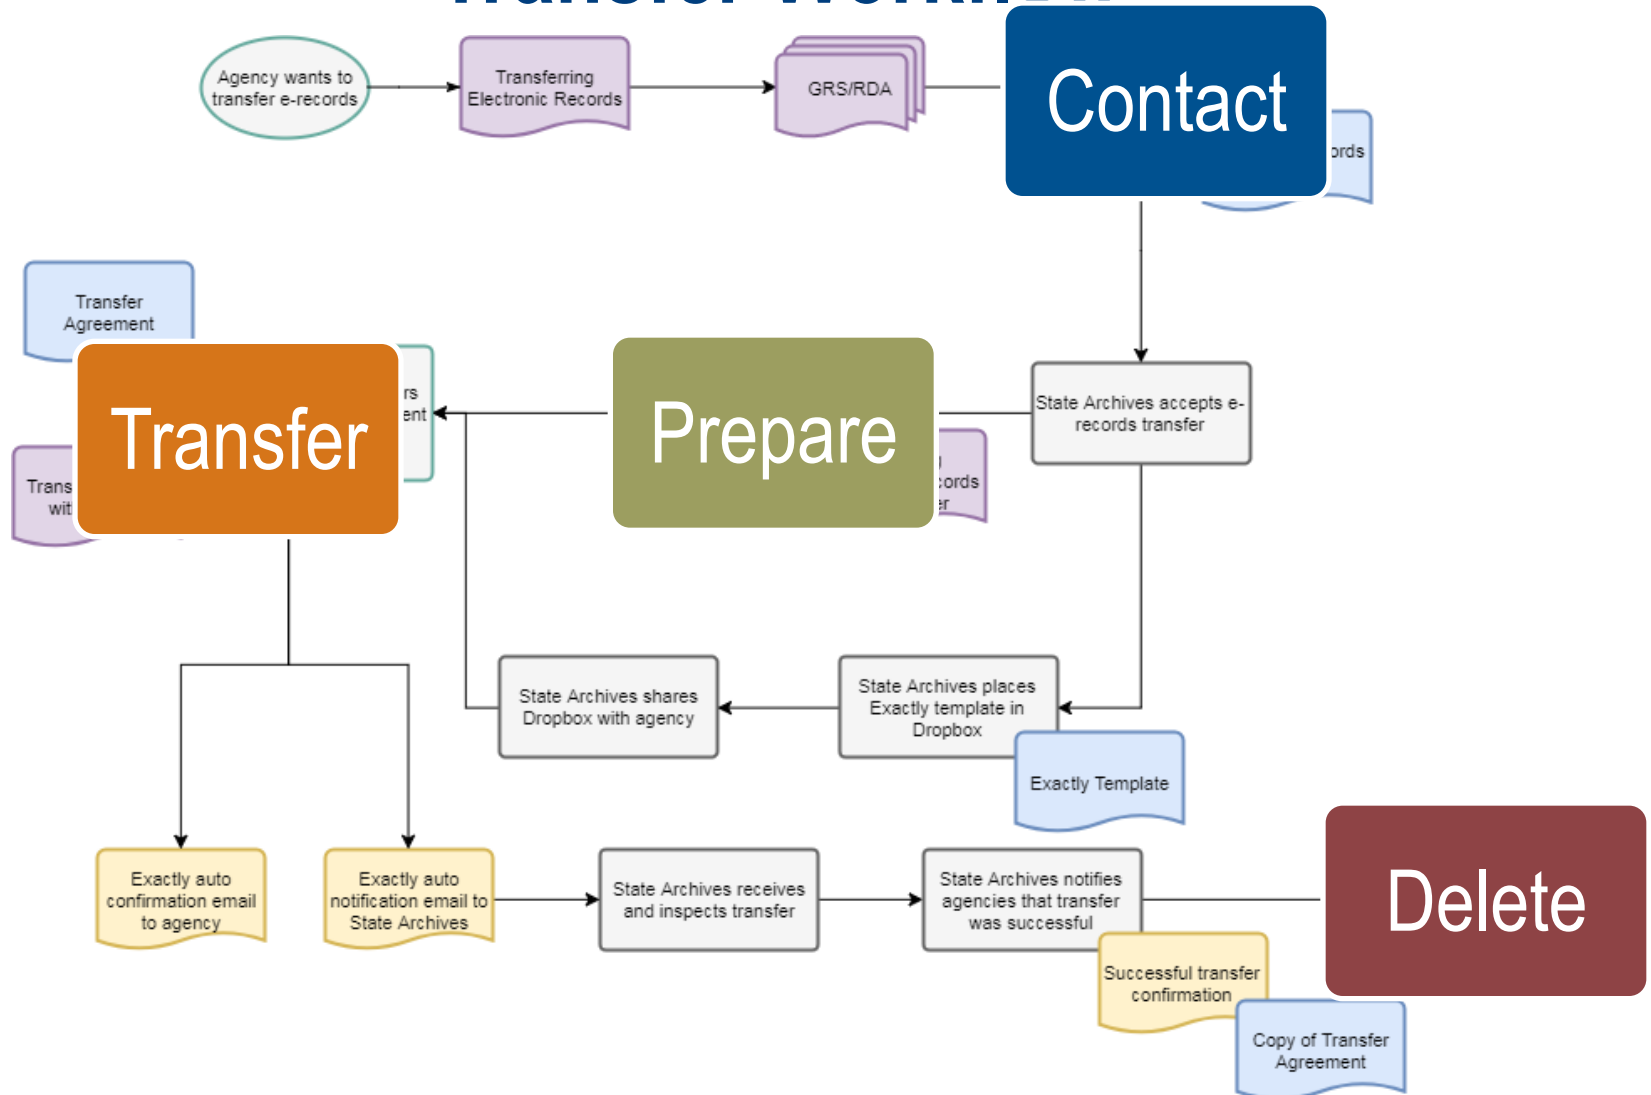 Transfer
Agency wants to
transfer e-records
Transferring
Electronic Records
GRS/RDA
Contact
ords
Transfer
Agreement
Transfer
rs
ent
Trans
wit
Prepare
cords
er
State Archives accepts e-
records transfer
State Archives shares
Dropbox with agency
State Archives places
Exactly template in
Dropbox
Exactly Template
Exactly auto
confirmation email
to agency
Exactly auto
notification email to
State Archives
State Archives receives
and inspects transfer
State Archives notifies
agencies that transfer
was successful
Delete
Successful transfer
confirmation
Copy of Transfer
Agreement